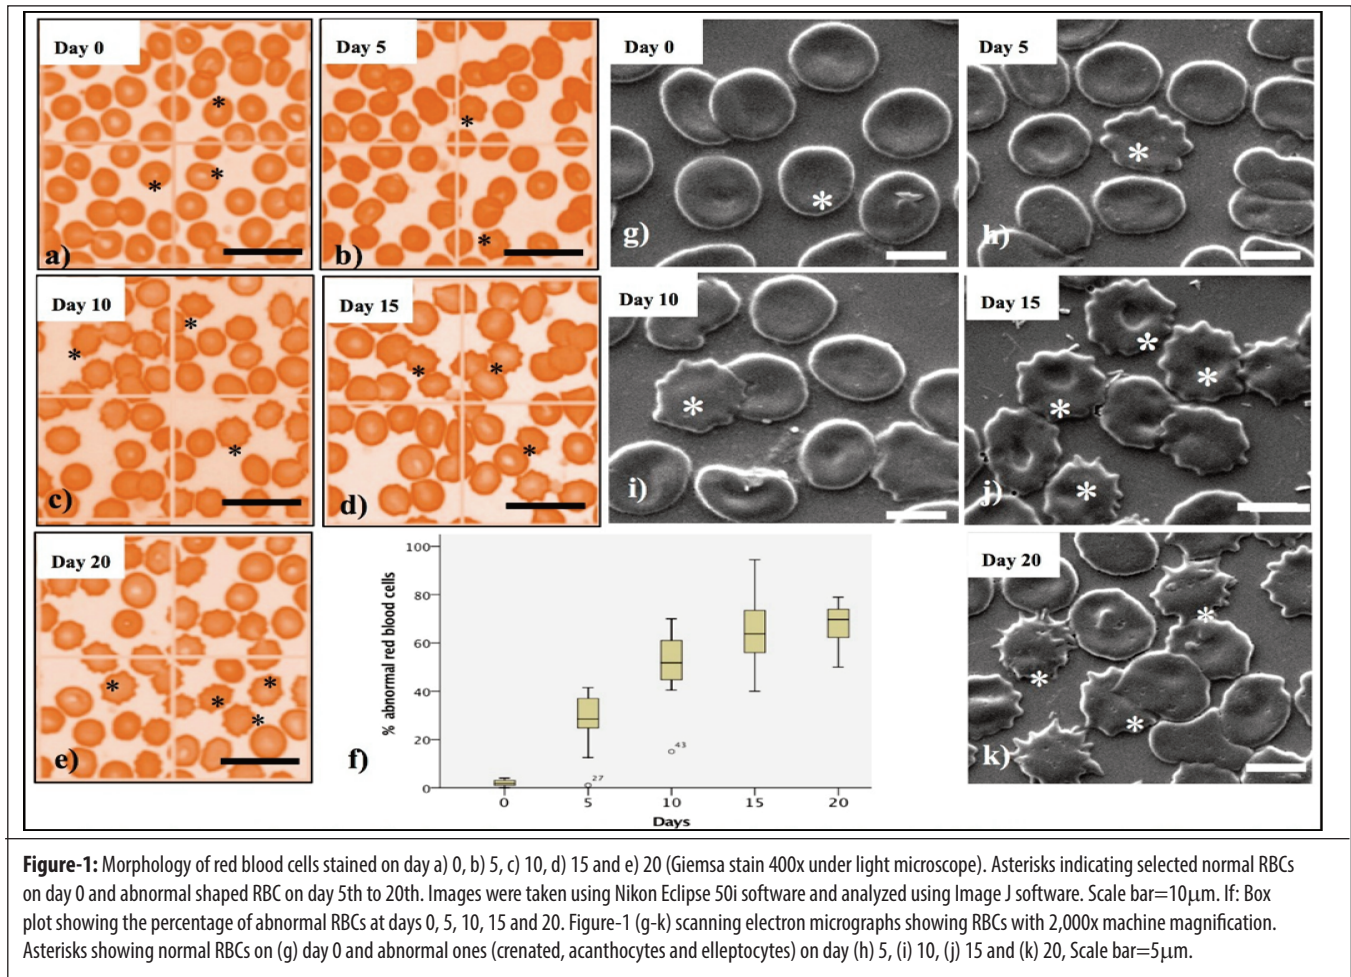 Day 0
*
*
*
a)
Day 5
*
*
b)
Day 0
*
g)
Day 5
*
h)
Day 10
*
*
*
c)
Day 15
*
*
*
d)
Day 10
*
i)
Day 15
*
*
*
*
j)
Day 20
*
*
*
*
e)
f)
% abnormal red blood cells
100
80
60
40
20
0
27
43
0 5 10 15 20
Days
Day 20
*
*
*
k)
Figure-1: Morphology of red blood cells stained on day a) 0, b) 5, c) 10, d) 15 and e) 20 (Giemsa stain 400x under light microscope). Asterisks indicating selected normal RBCs
on day 0 and abnormal shaped RBC on day 5th to 20th. Images were taken using Nikon Eclipse 50i software and analyzed using Image J software. Scale bar=10μm. If: Box
plot showing the percentage of abnormal RBCs at days 0, 5, 10, 15 and 20. Figure-1 (g-k) scanning electron micrographs showing RBCs with 2,000x machine magnification.
Asterisks showing normal RBCs on (g) day 0 and abnormal ones (crenated, acanthocytes and elleptocytes) on day (h) 5, (i) 10, (j) 15 and (k) 20, Scale bar=5μm.